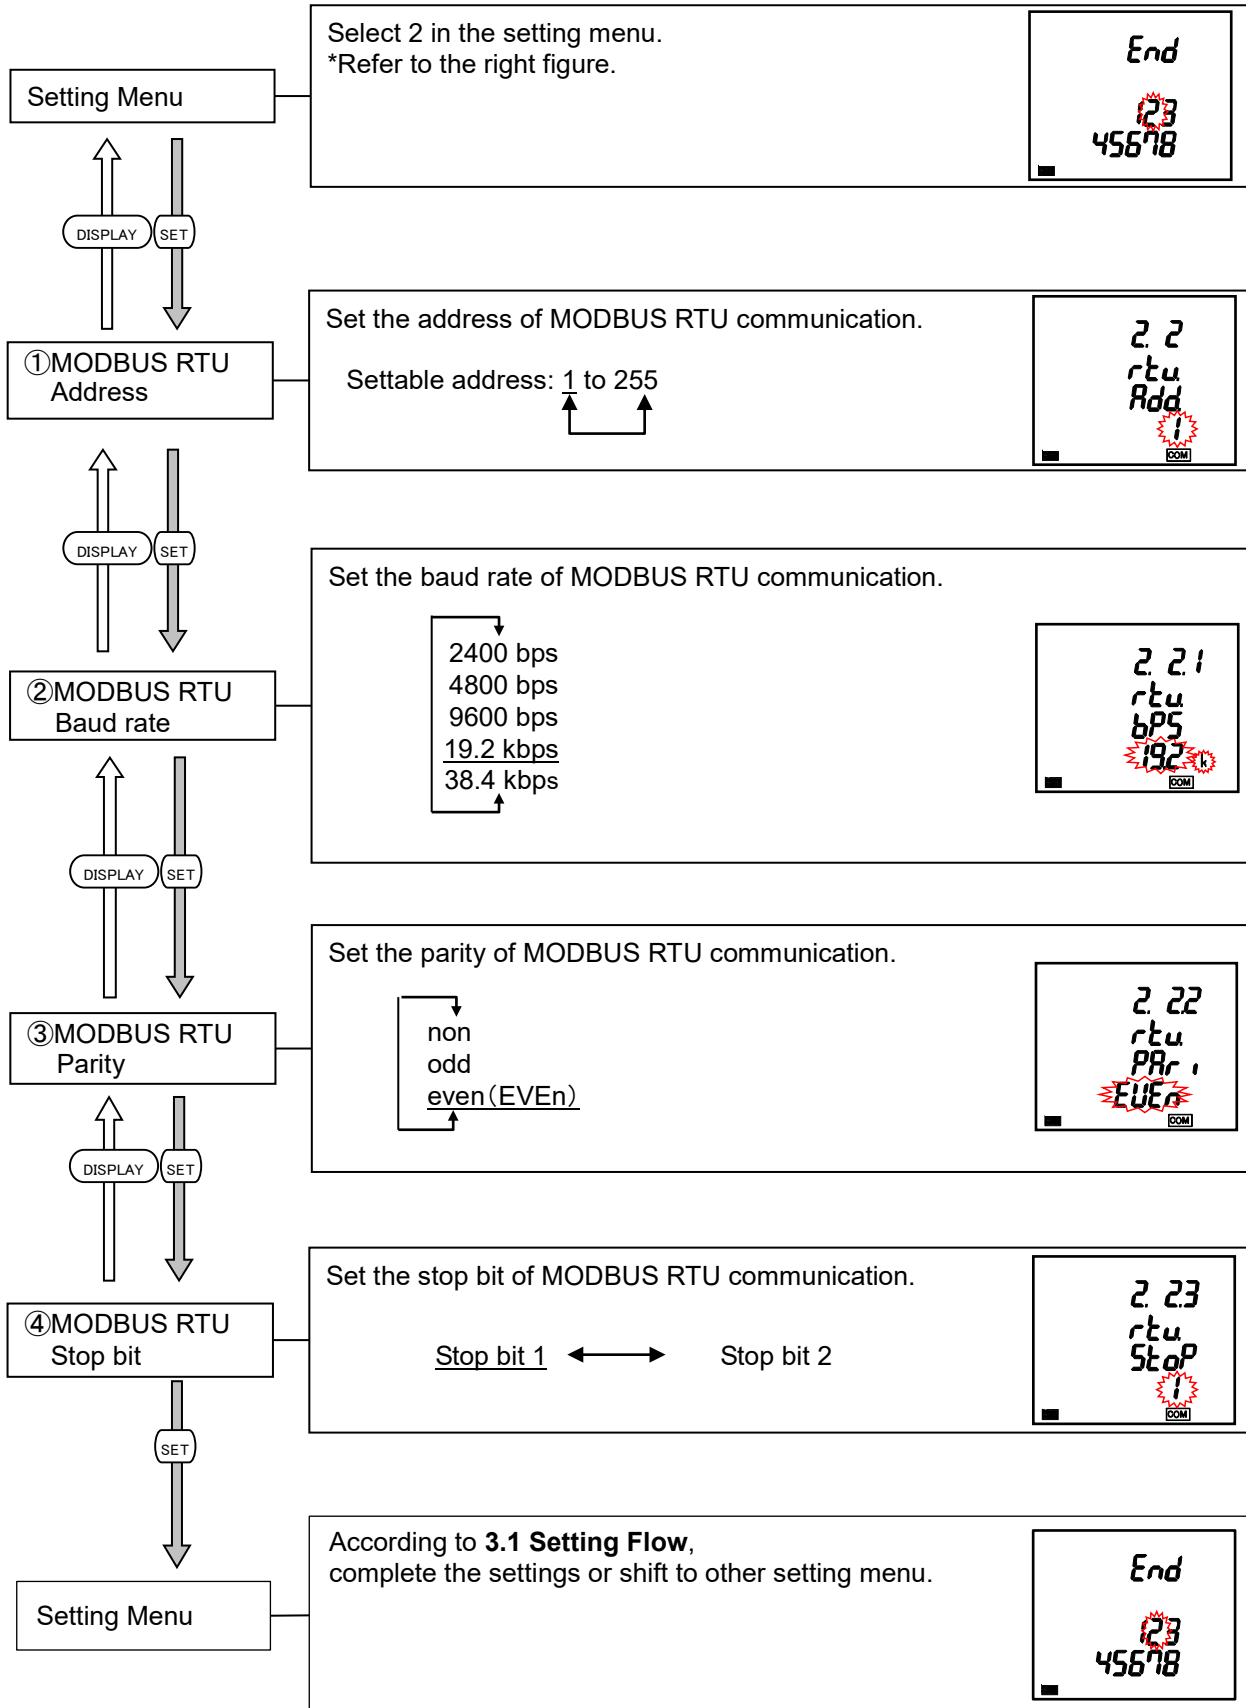 Select 2 in the setting menu.
*Refer to the right figure.
Setting Menu
End
123
45678
DISPLAY
SET
Set the address of MODBUS RTU communication.
Settable address: 1 to 255
①MODBUS RTU
Address
2. 2
rtu.
Add.
1
COM
DISPLAY
SET
Set the baud rate of MODBUS RTU communication.
2400 bps
4800 bps
9600 bps
19.2 kbps
38.4 kbps
②MODBUS RTU
Baud rate
2. 2.1
rtu.
bPS
19.2 k
COM
DISPLAY
SET
Set the parity of MODBUS RTU communication.
non
odd
even(EVEn)
③MODBUS RTU
Parity
2. 2.2
rtu.
PAri
EVEn
COM
DISPLAY
SET
Set the stop bit of MODBUS RTU communication.
Stop bit 1
Stop bit 2
④MODBUS RTU
Stop bit
2. 2.3
rtu.
StoP
1
COM
SET
According to 3.1 Setting Flow,
complete the settings or shift to other setting menu.
Setting Menu
End
123
45678